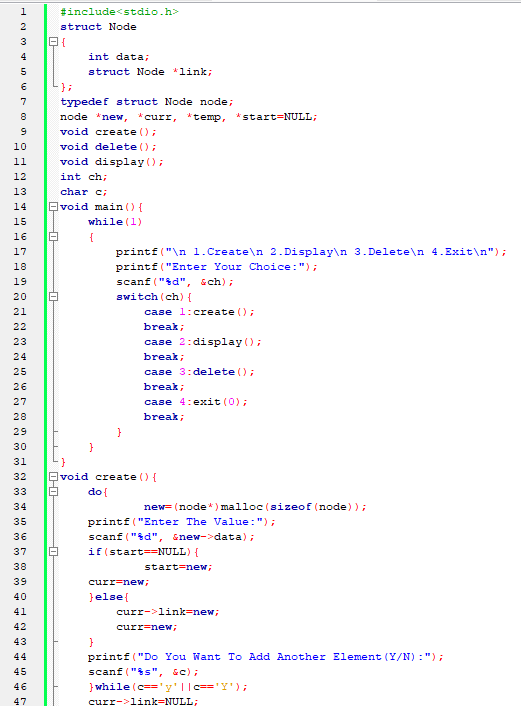 1 #include<stdio.h>
2 struct Node
3 {
4 int data;
5 struct Node *link;
6 };
7 typedef struct Node node;
8 node *new, *curr, *temp, *start=NULL;
9 void create();
10 void delete();
11 void display();
12 int ch;
13 char c;
14 void main(){
15 while(1)
16 {
17 printf("\n 1.Create\n 2.Display\n 3.Delete\n 4.Exit\n");
18 printf("Enter Your Choice:");
19 scanf("%d", &ch);
20 switch(ch){
21 case 1:create();
22 break;
23 case 2:display();
24 break;
25 case 3:delete();
26 break;
27 case 4:exit(0);
28 break;
29 }
30 }
31 }
32 void create(){
33 do{
34 new=(node*)malloc(sizeof(node));
35 printf("Enter The Value:");
36 scanf("%d", &new->data);
37 if(start==NULL){
38 start=new;
39 curr=new;
40 }else{
41 curr->link=new;
42 curr=new;
43 }
44 printf("Do You Want To Add Another Element(Y/N):");
45 scanf("%s", &c);
46 }while(c=='y'||c=='Y');
47 curr->link=NULL;